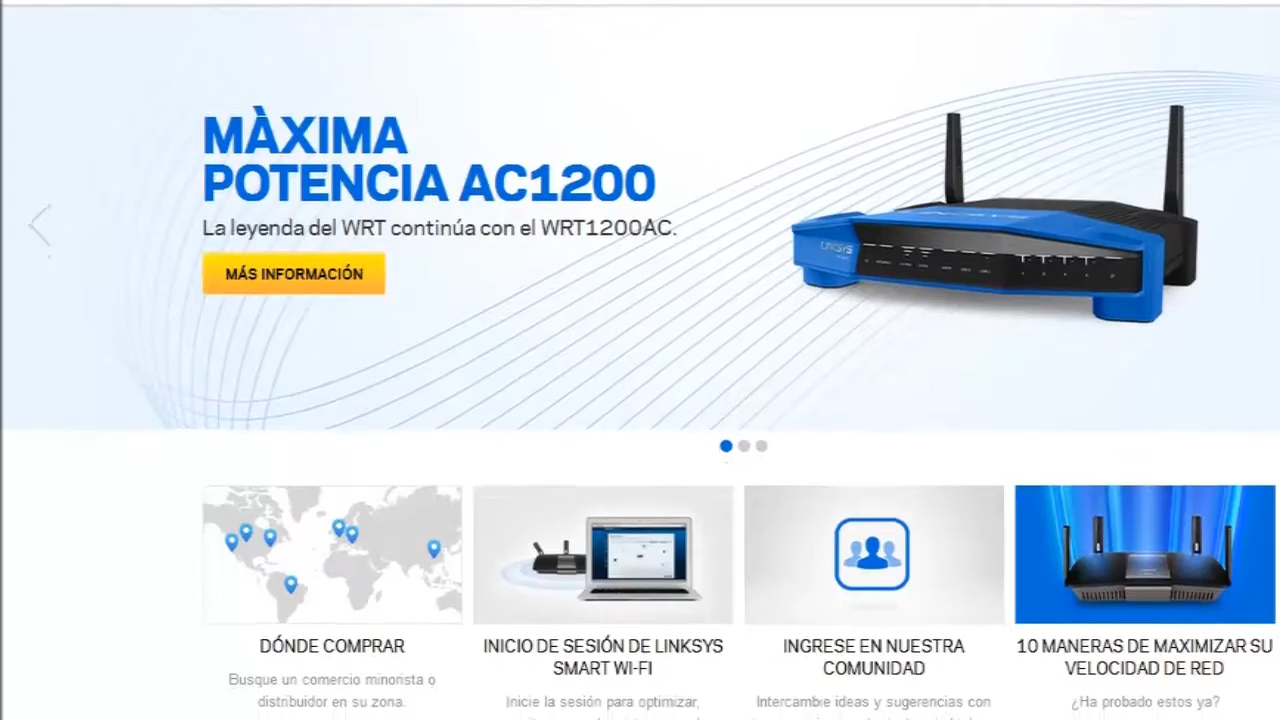 MÀXIMA
POTENCIA AC1200
La leyenda del WRT continúa con el WRT1200AC.
MÁS INFORMACIÓN
LINKSYS
DÓNDE COMPRAR
Busque un comercio minorista o
distribuidor en su zona.
INICIO DE SESIÓN DE LINKSYS
SMART WI-FI
Inicie la sesión para optimizar,
INGRESE EN NUESTRA
COMUNIDAD
Intercambie ideas y sugerencias con
10 MANERAS DE MAXIMIZAR SU
VELOCIDAD DE RED
¿Ha probado estos ya?